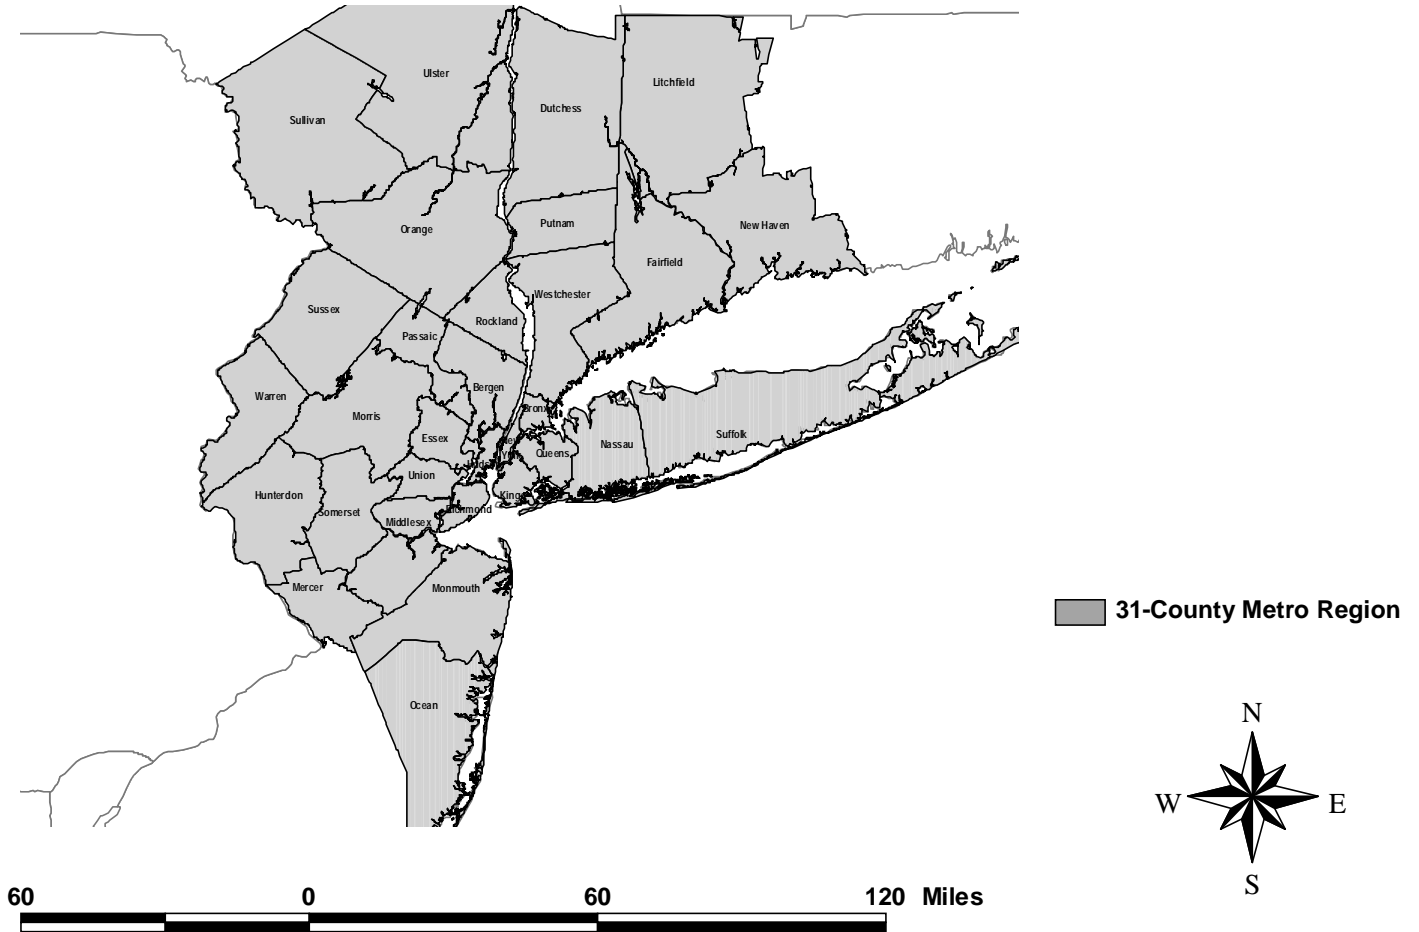 Ulster
Litchfield
Dutchess
Sullivan
Putnam
New Haven
Orange
Fairfield
Westchester
Sussex
Rockland
Passaic
Bergen
Warren
Bronx
Morris
Suffolk
Essex
Nassau
Queens
Union
Hunterdon
Somerset
Richmond
Middlesex
Mercer
Monmouth
31-County Metro Region
Ocean
N
W
E
S
60 0 60 120 Miles